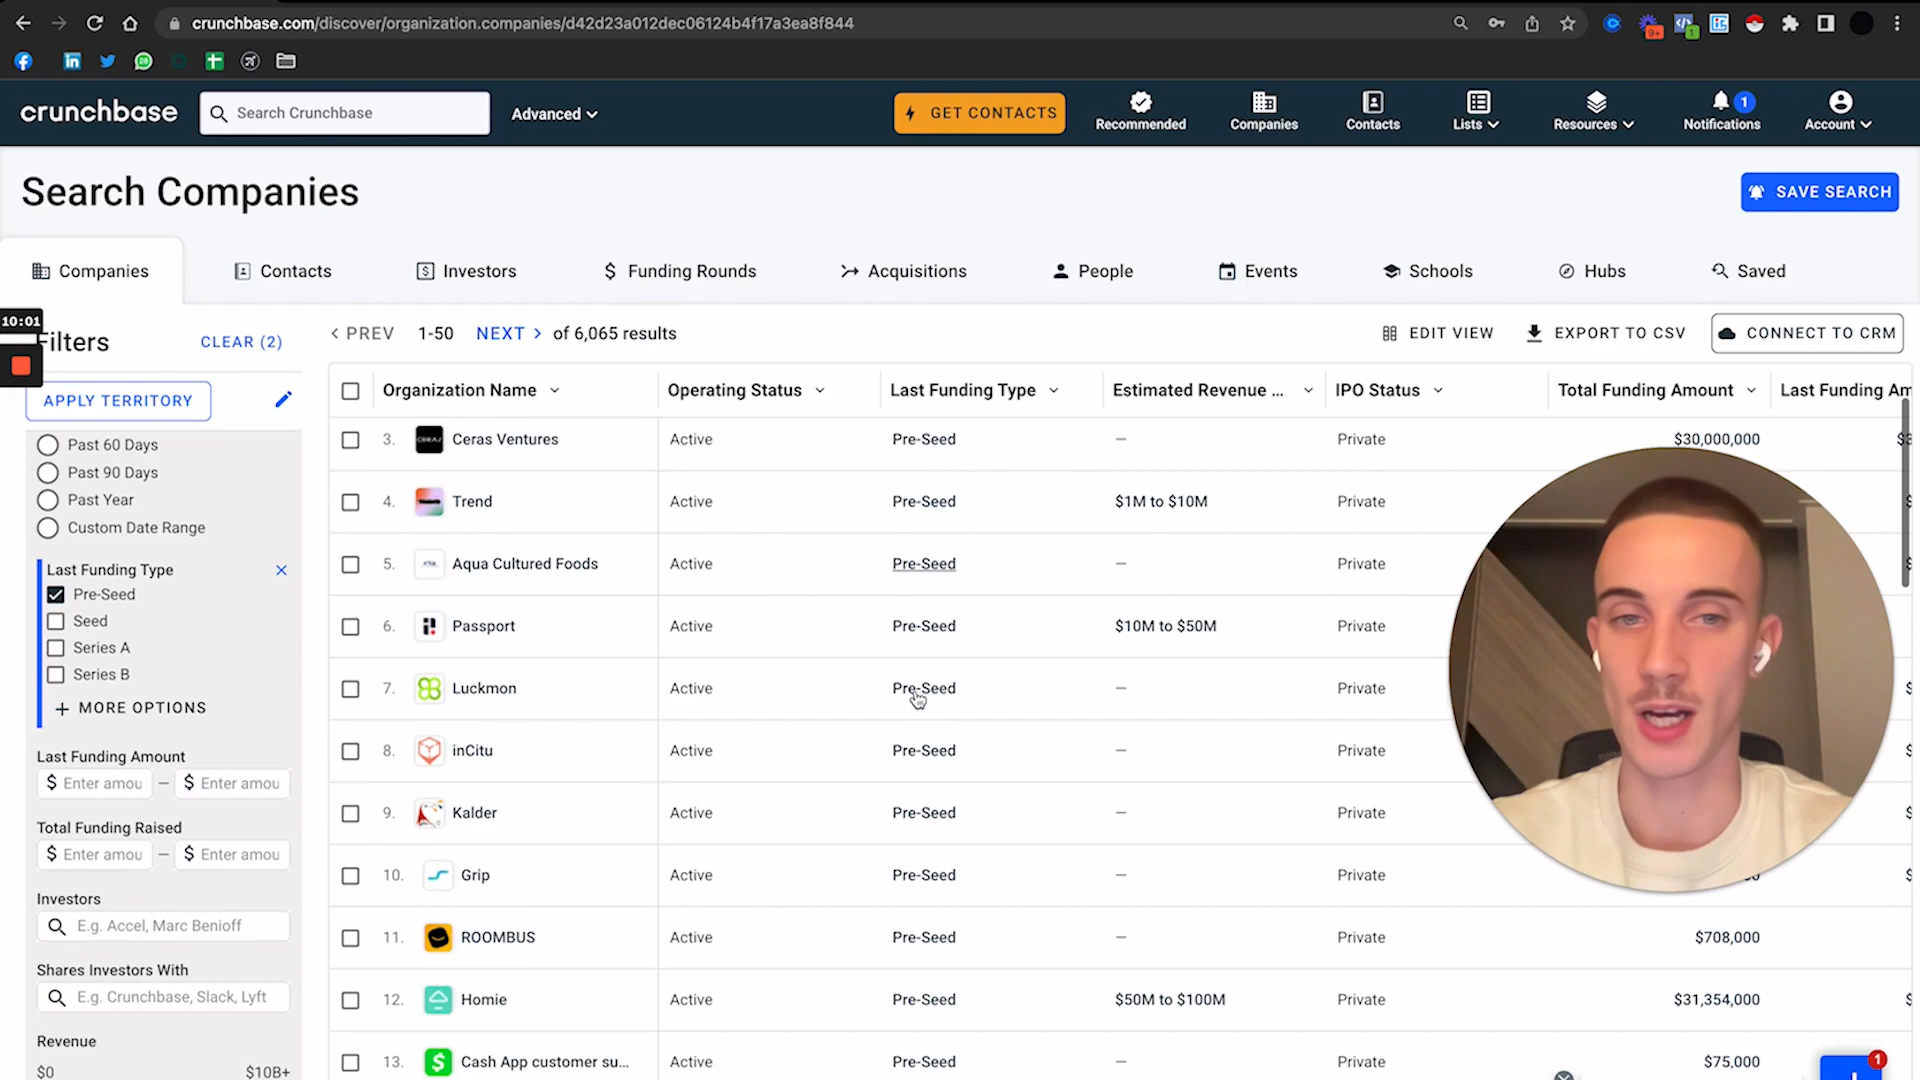 crunchbase.com/discover/organization.companies/d42d23a012dec06124b4f17a3ea8f844
9+
1
28
crunchbase
Search Crunchbase
Advanced
GET CONTACTS
Recommended
Companies
Contacts
Lists
Resources
1
Notifications
Account
Search Companies
SAVE SEARCH
Companies
Contacts
Investors
Funding Rounds
Acquisitions
People
Events
Schools
Hubs
Saved
10:01
Filters
CLEAR (2)
PREV 1-50 NEXT of 6,065 results
EDIT VIEW
EXPORT TO CSV
CONNECT TO CRM
APPLY TERRITORY
Past 60 Days
Past 90 Days
Past Year
Custom Date Range
Last Funding Type
Pre-Seed
Seed
Series A
Series B
+ MORE OPTIONS
Last Funding Amount
$ Enter amou – $ Enter amou
Total Funding Raised
$ Enter amou – $ Enter amou
Investors
E.g. Accel, Marc Benioff
Shares Investors With
E.g. Crunchbase, Slack, Lyft
Revenue
$0 $10B+
Organization Name Operating Status Last Funding Type Estimated Revenue ... IPO Status Total Funding Amount Last Funding Am
3. Ceras Ventures Active Pre-Seed — Private $30,000,000
4. Trend Active Pre-Seed $1M to $10M Private
5. Aqua Cultured Foods Active Pre-Seed — Private
6. Passport Active Pre-Seed $10M to $50M Private
7. Luckmon Active Pre-Seed — Private
8. inCitu Active Pre-Seed — Private
9. Kalder Active Pre-Seed — Private
10. Grip Active Pre-Seed — Private
11. ROOMBUS Active Pre-Seed — Private $708,000
12. Homie Active Pre-Seed $50M to $100M Private $31,354,000
13. Cash App customer su... Active Pre-Seed — Private $75,000
1